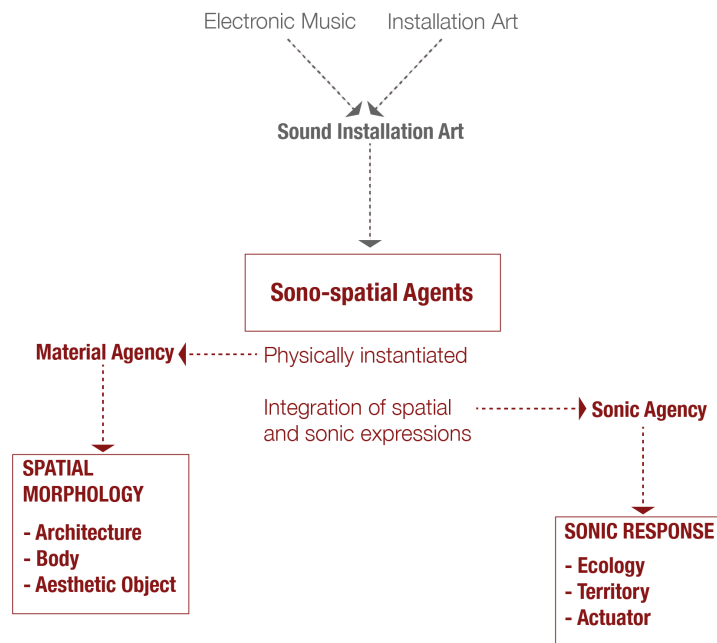 Electronic Music
Installation Art
Sound Installation Art
Sono-spatial Agents
Material Agency
Physically instantiated
Integration of spatial
and sonic expressions
Sonic Agency
SPATIAL
MORPHOLOGY
- Architecture
- Body
- Aesthetic Object
SONIC RESPONSE
- Ecology
- Territory
- Actuator